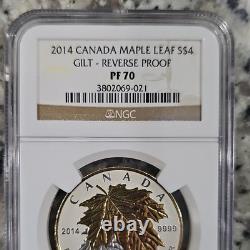 2014 CANADA MAPLE LEAF S$4
GILT - REVERSE PROOF
PF 70
3802069-021
NGC
CANADA
2014 9999